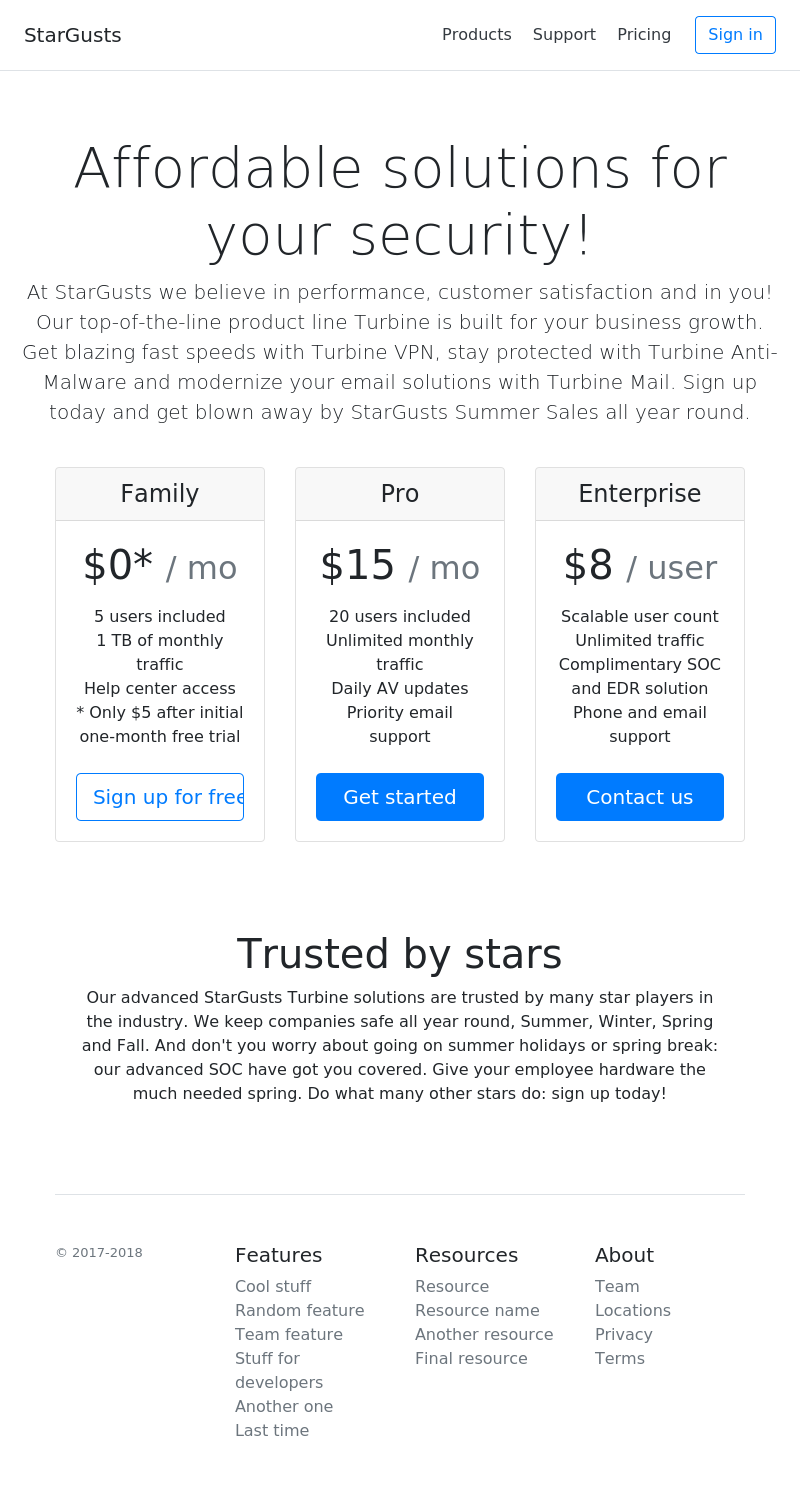 StarGusts
Products
Support
Pricing
Sign in
Affordable solutions for
your security!
At StarGusts we believe in performance, customer satisfaction and in you!
Our top-of-the-line product line Turbine is built for your business growth.
Get blazing fast speeds with Turbine VPN, stay protected with Turbine Anti-
Malware and modernize your email solutions with Turbine Mail. Sign up
today and get blown away by StarGusts Summer Sales all year round.
Family
$0* / mo
5 users included
1 TB of monthly
traffic
Help center access
* Only $5 after initial
one-month free trial
Sign up for free
Pro
$15 / mo
20 users included
Unlimited monthly
traffic
Daily AV updates
Priority email
support
Get started
Enterprise
$8 / user
Scalable user count
Unlimited traffic
Complimentary SOC
and EDR solution
Phone and email
support
Contact us
Trusted by stars
Our advanced StarGusts Turbine solutions are trusted by many star players in
the industry. We keep companies safe all year round, Summer, Winter, Spring
and Fall. And don't you worry about going on summer holidays or spring break:
our advanced SOC have got you covered. Give your employee hardware the
much needed spring. Do what many other stars do: sign up today!
© 2017-2018
Features
Cool stuff
Random feature
Team feature
Stuff for
developers
Another one
Last time
Resources
Resource
Resource name
Another resource
Final resource
About
Team
Locations
Privacy
Terms